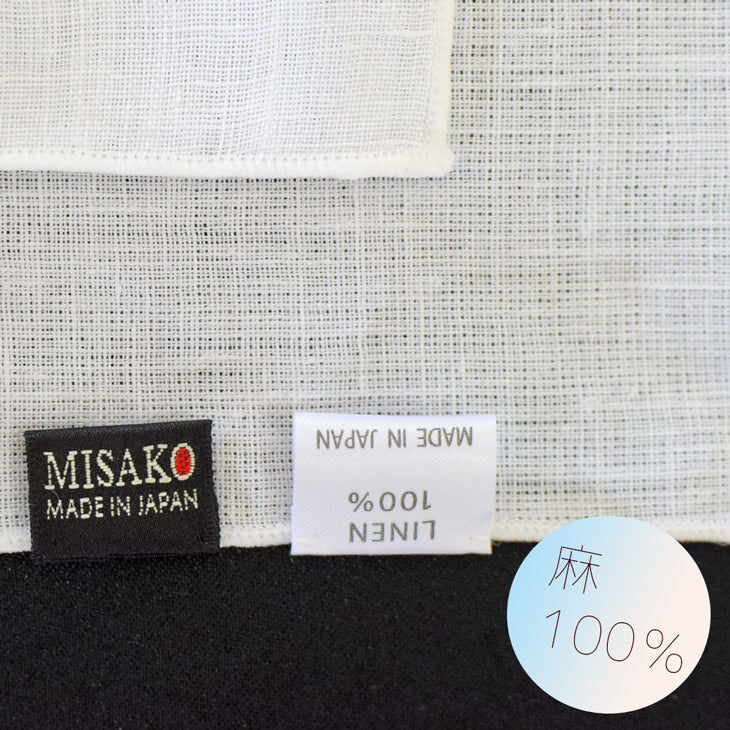 MISAKO
MADE IN JAPAN
LINEN
100%
MADE IN JAPAN
麻
100%